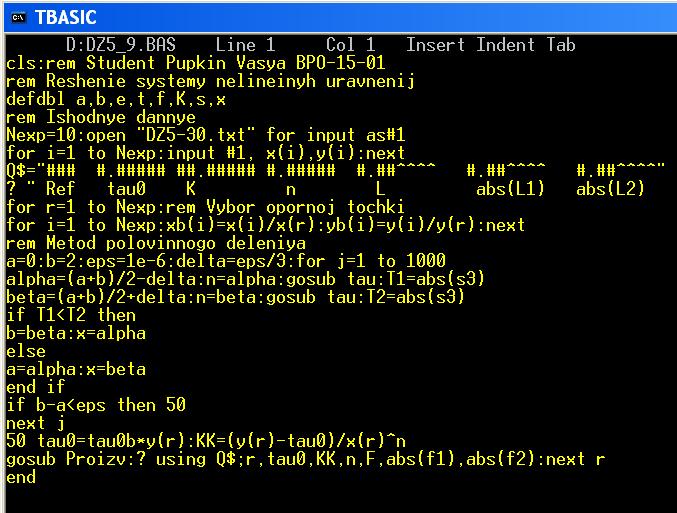 TBASIC
D:DZ5_9.BAS Line 1 Col 1 Insert Indent Tab
cls:rem Student Pupkin Vasya BPO-15-01
rem Reshenie systemy nelineinyh uravnenij
defdbl a,b,e,t,f,K,s,x
rem Ishodnye dannye
Nexp=10:open "DZ5-30.txt" for input as#1
for i=1 to Nexp:input #1, x(i),y(i):next
Q$="### #.##### ##.##### #.##### #.##^^^^ #.##^^^^ #.##^^^^"
? " Ref tau0 K n L abs(L1) abs(L2)
for r=1 to Nexp:rem Vybor opornoj tochki
for i=1 to Nexp:xb(i)=x(i)/x(r):yb(i)=y(i)/y(r):next
rem Metod polovinnogo deleniya
a=0:b=2:eps=1e-6:delta=eps/3:for j=1 to 1000
alpha=(a+b)/2-delta:n=alpha:gosub tau:T1=abs(s3)
beta=(a+b)/2+delta:n=beta:gosub tau:T2=abs(s3)
if T1<T2 then
b=beta:x=alpha
else
a=alpha:x=beta
end if
if b-a<eps then 50
next j
50 tau0=tau0b*y(r):KK=(y(r)-tau0)/x(r)^n
gosub Proizv:? using Q$;r,tau0,KK,n,F,abs(f1),abs(f2):next r
end